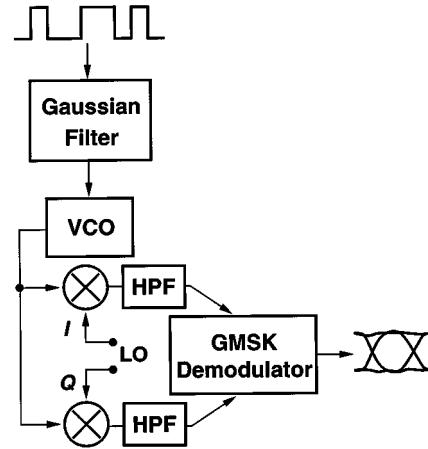 Gaussian
Filter
VCO
HPF
I
LO
Q
HPF
GMSK
Demodulator